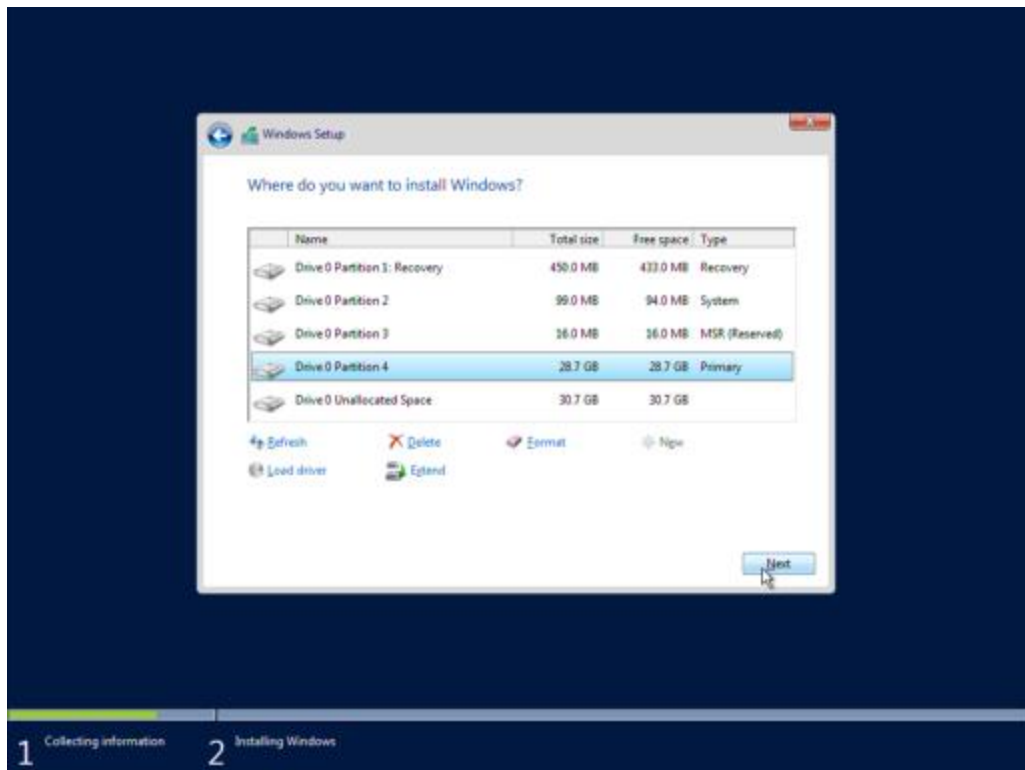 Windows Setup
Where do you want to install Windows?
Name Total size Free space Type
Drive 0 Partition 1: Recovery 450.0 MB 433.0 MB Recovery
Drive 0 Partition 2 99.0 MB 94.0 MB System
Drive 0 Partition 3 16.0 MB 16.0 MB MSR (Reserved)
Drive 0 Partition 4 28.7 GB 28.7 GB Primary
Drive 0 Unallocated Space 30.7 GB 30.7 GB
Refresh Delete Format New
Load driver Extend
Next
1 Collecting information 2 Installing Windows